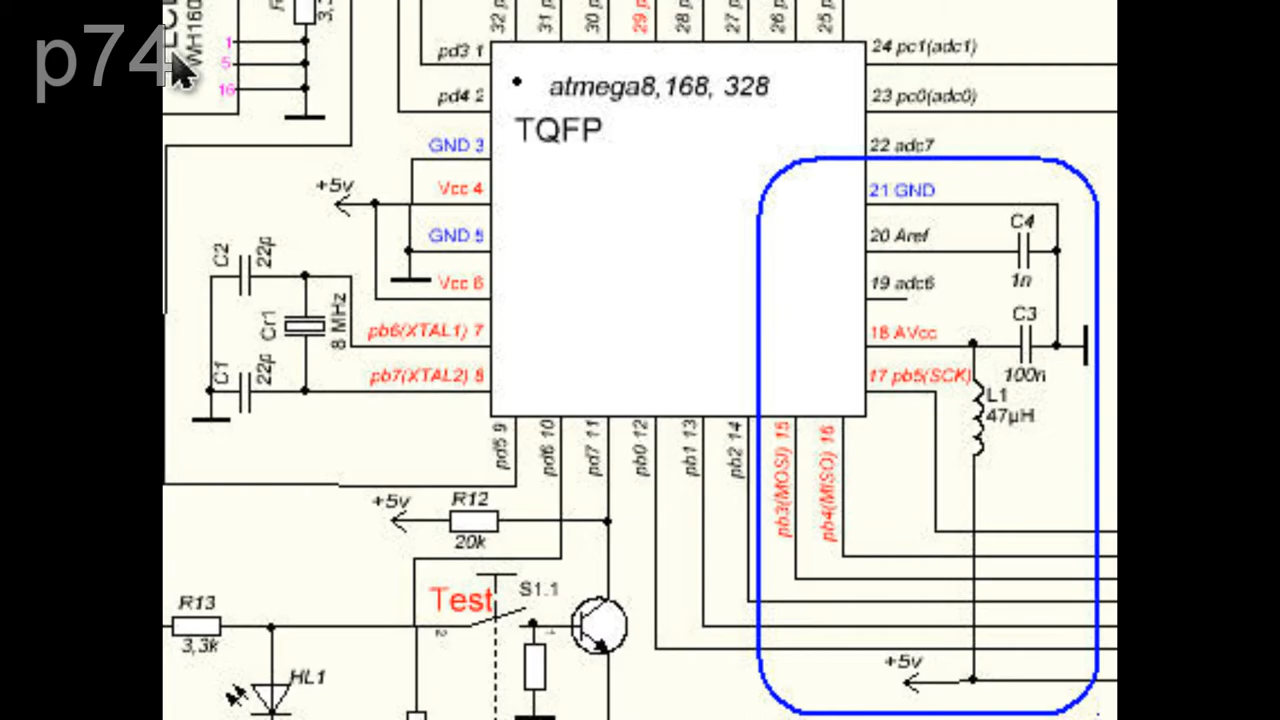 p74
WH160
3,3
1
5
16
32
31
30
29
28
27
26
25
pd3 1
pd4 2
GND 3
Vcc 4
GND 5
Vcc 6
pb6(XTAL1) 7
pb7(XTAL2) 8
atmega8,168, 328
TQFP
24 pc1(adc1)
23 pc0(adc0)
22 adc7
21 GND
20 Aref
19 adc6
18 AVcc
17 pb5(SCK)
+5v
C2
22p
Cr1
8 MHz
C1
22p
C4
1n
C3
100n
L1
47µH
pd5 9
pd6 10
pd7 11
pb0 12
pb1 13
pb2 14
pb3(MOSI) 15
pb4(MISO) 16
+5v
R12
20k
Test
S1.1
2
1
R13
3,3k
HL1
+5v